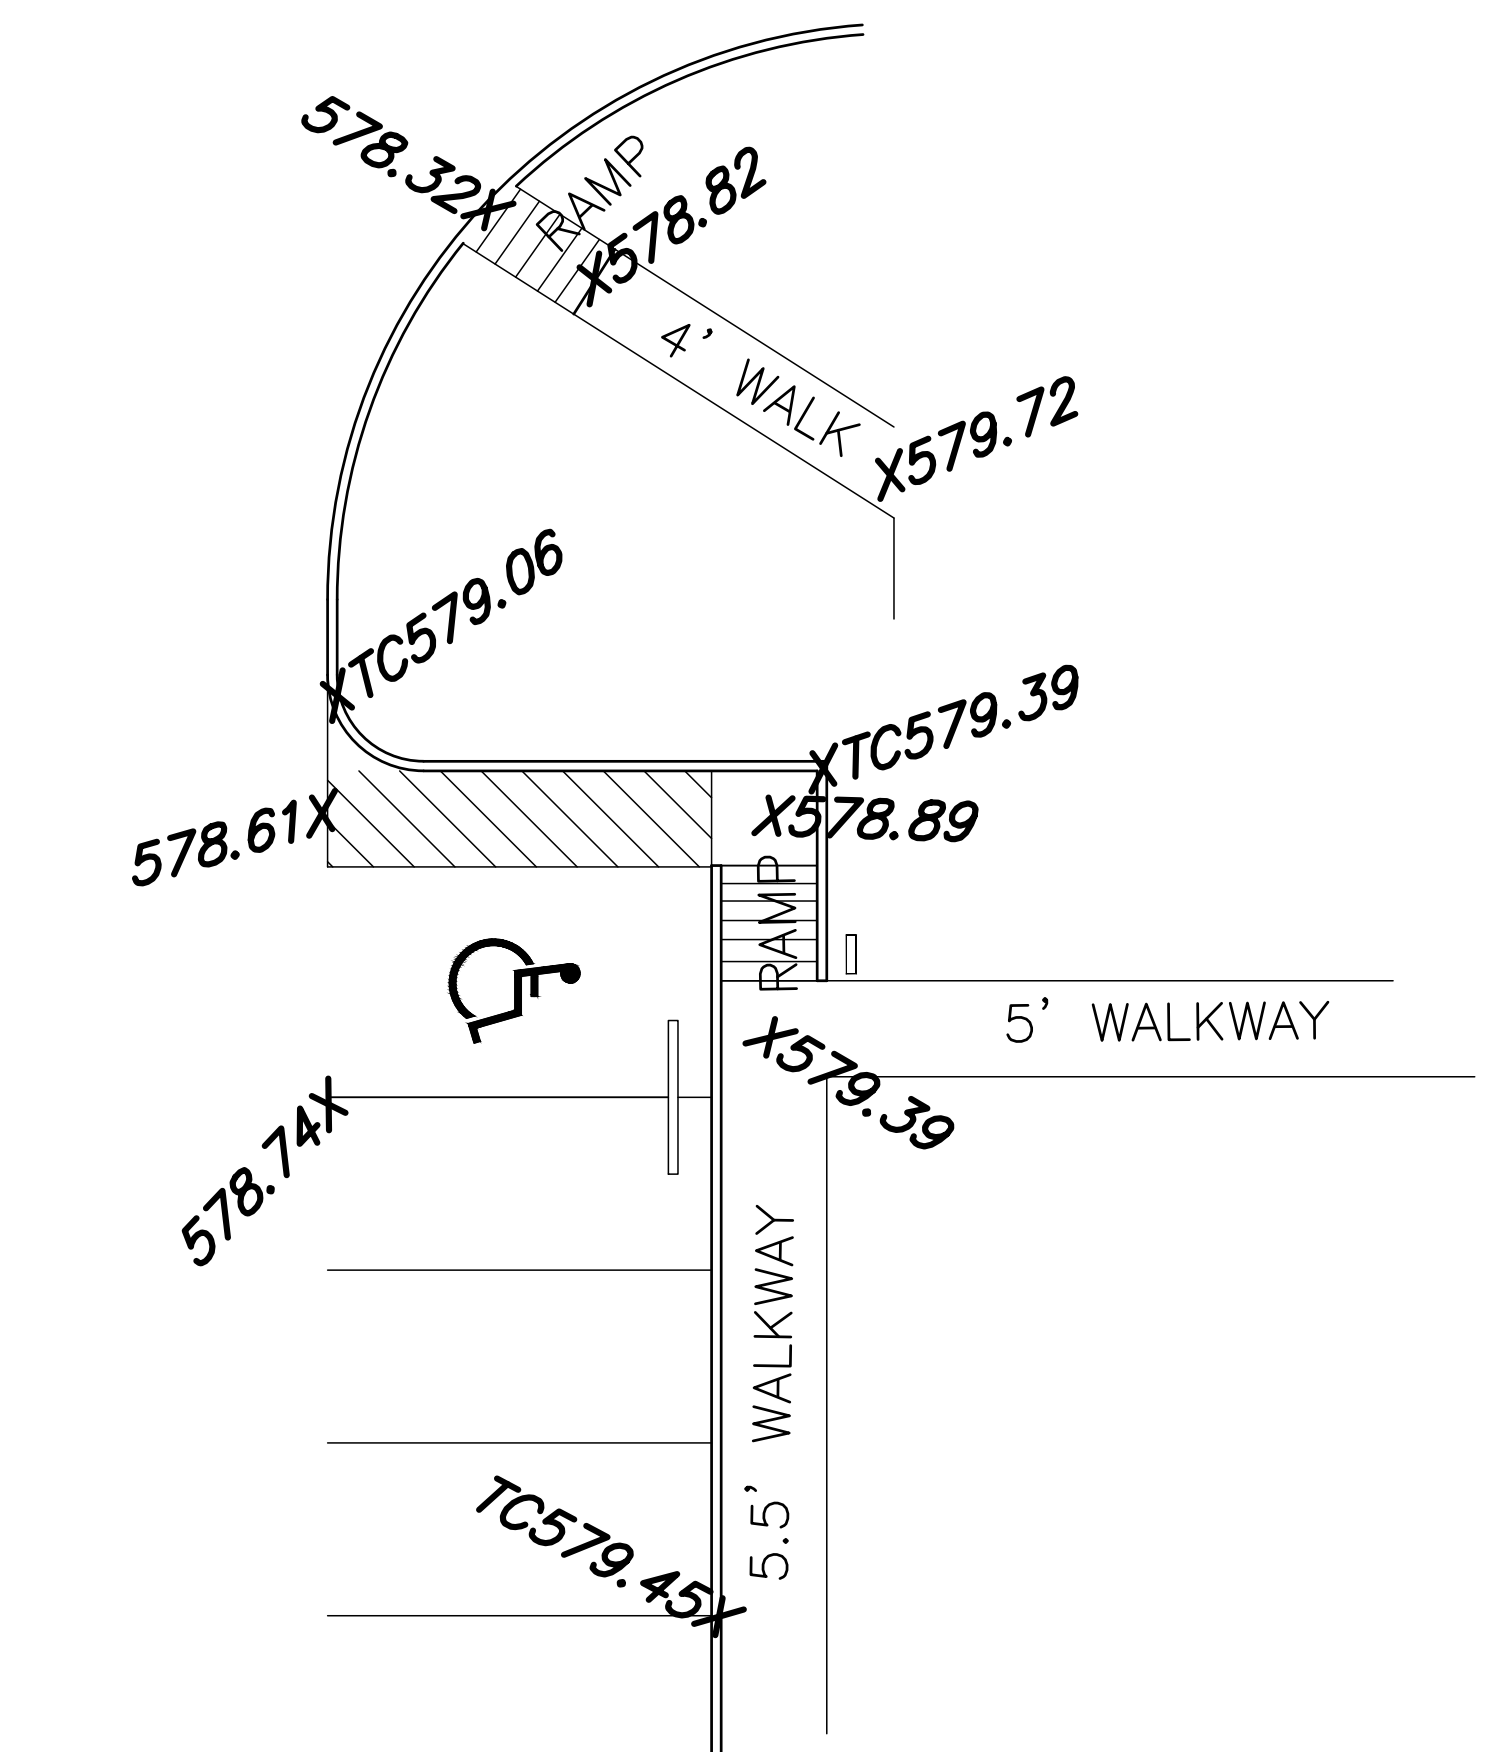 578.32X
RAMP
X578.82
4' WALK
X579.72
XTC579.06
XTC579.39
X578.89
578.61X
RAMP
5' WALKWAY
X579.39
578.74X
5.5' WALKWAY
TC579.45X